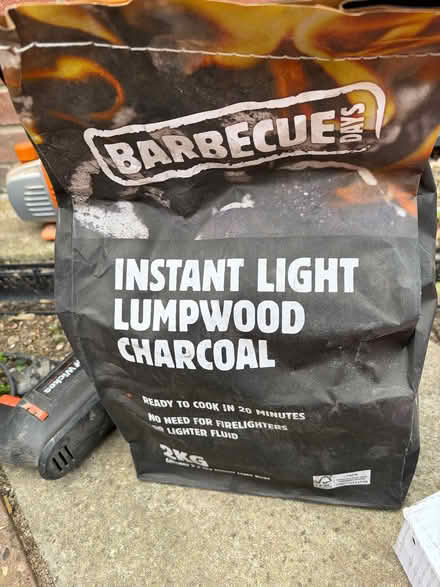 BARBECUE DAYS
INSTANT LIGHT
LUMPWOOD
CHARCOAL
READY TO COOK IN 20 MINUTES
NO NEED FOR FIRELIGHTERS
LIGHTER FLUID
2KG
Wickes